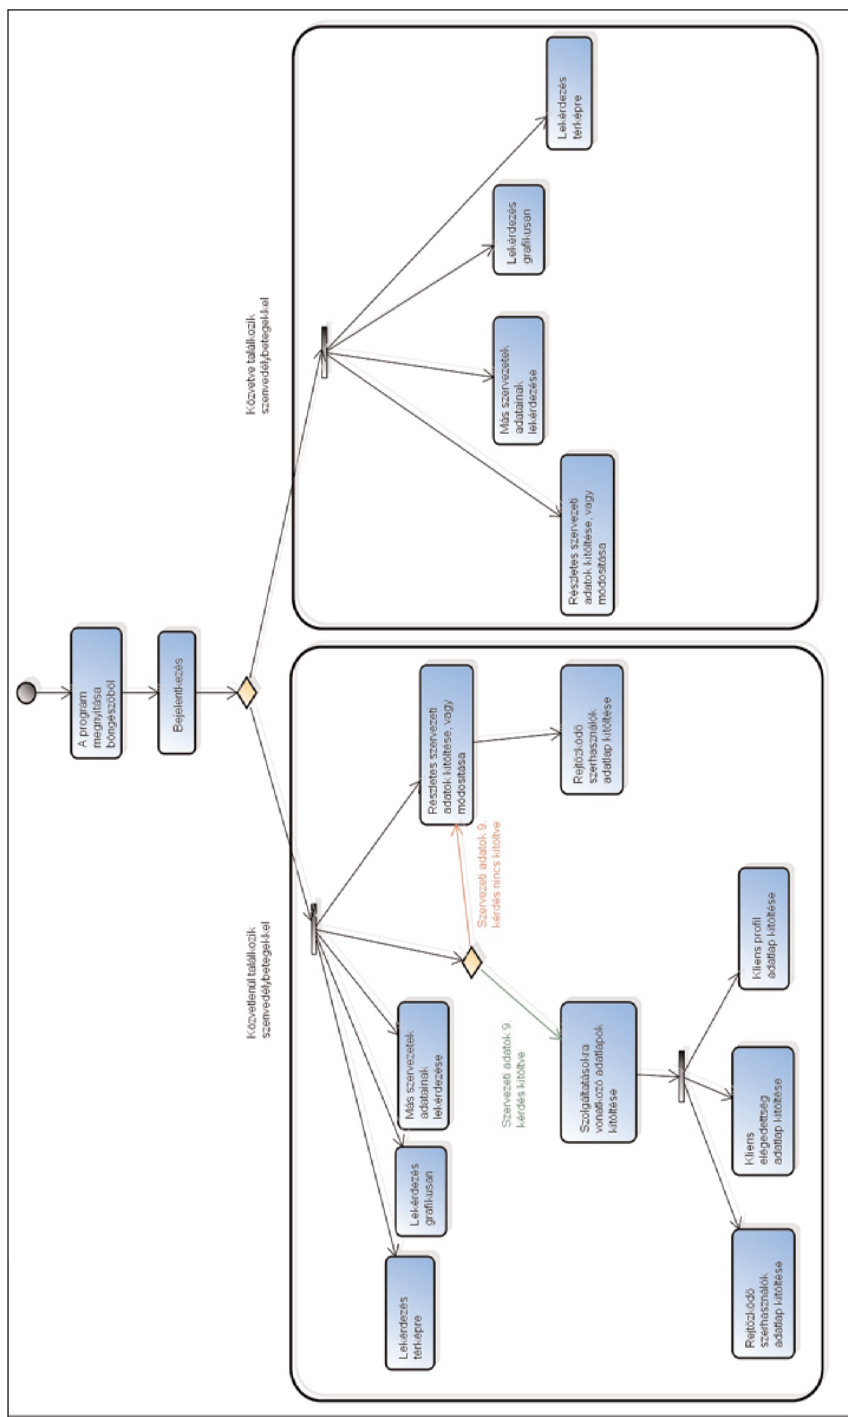 A program
megnyitása
böngészőből
Bejelentkezés
Közvetlenül találkozik
szenvedélybetegekkel
Közvetve találkozik
szenvedélybetegekkel
Lekérdezés
térképre
Lekérdezés
grafikusan
Más szervezetek
adatainak
lekérdezése
Részletes szervezeti
adatok kitöltése, vagy
módosítása
Szervezeti adatok 9.
kérdés kitöltve
Szervezeti adatok 9.
kérdés nincs kitöltve
Szolgáltatásokra
vonatkozó adatlapok
kitöltése
Rejtőzködő
szerhasználók
adatlap kitöltése
Rejtőzködő
szerhasználók
adatlap kitöltése
Kliens
elégedettség
adatlap kitöltése
Kliens profil
adatlap kitöltése
Részletes szervezeti
adatok kitöltése, vagy
módosítása
Más szervezetek
adatainak
lekérdezése
Lekérdezés
grafikusan
Lekérdezés
térképre